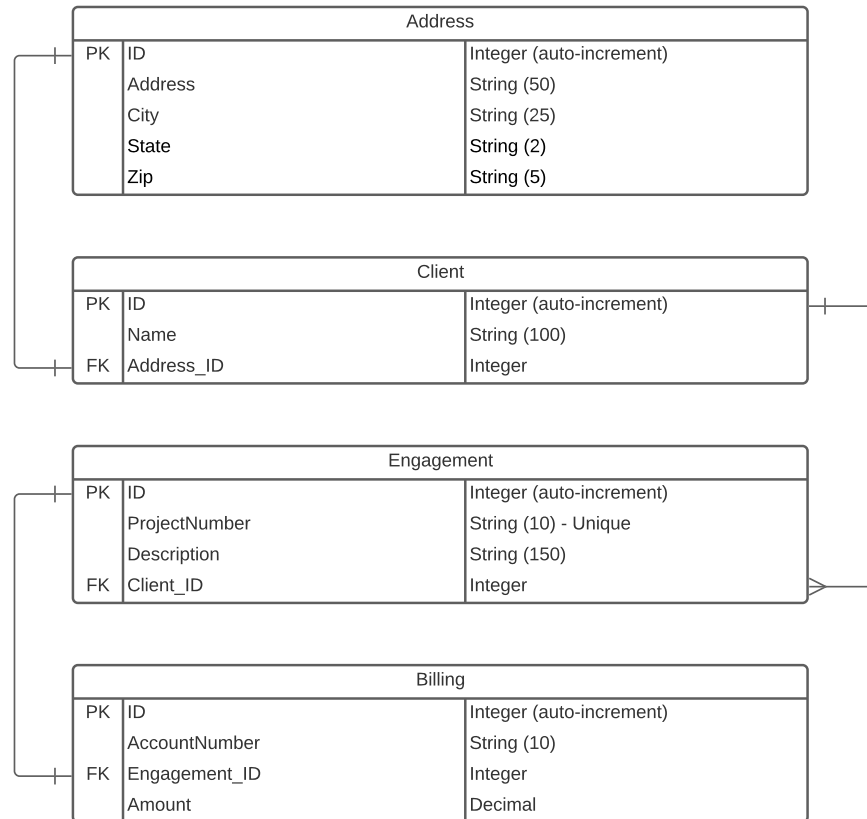 Address
PK ID Integer (auto-increment)
Address String (50)
City String (25)
State String (2)
Zip String (5)
Client
PK ID Integer (auto-increment)
Name String (100)
FK Address_ID Integer
Engagement
PK ID Integer (auto-increment)
ProjectNumber String (10) - Unique
Description String (150)
FK Client_ID Integer
Billing
PK ID Integer (auto-increment)
AccountNumber String (10)
FK Engagement_ID Integer
Amount Decimal